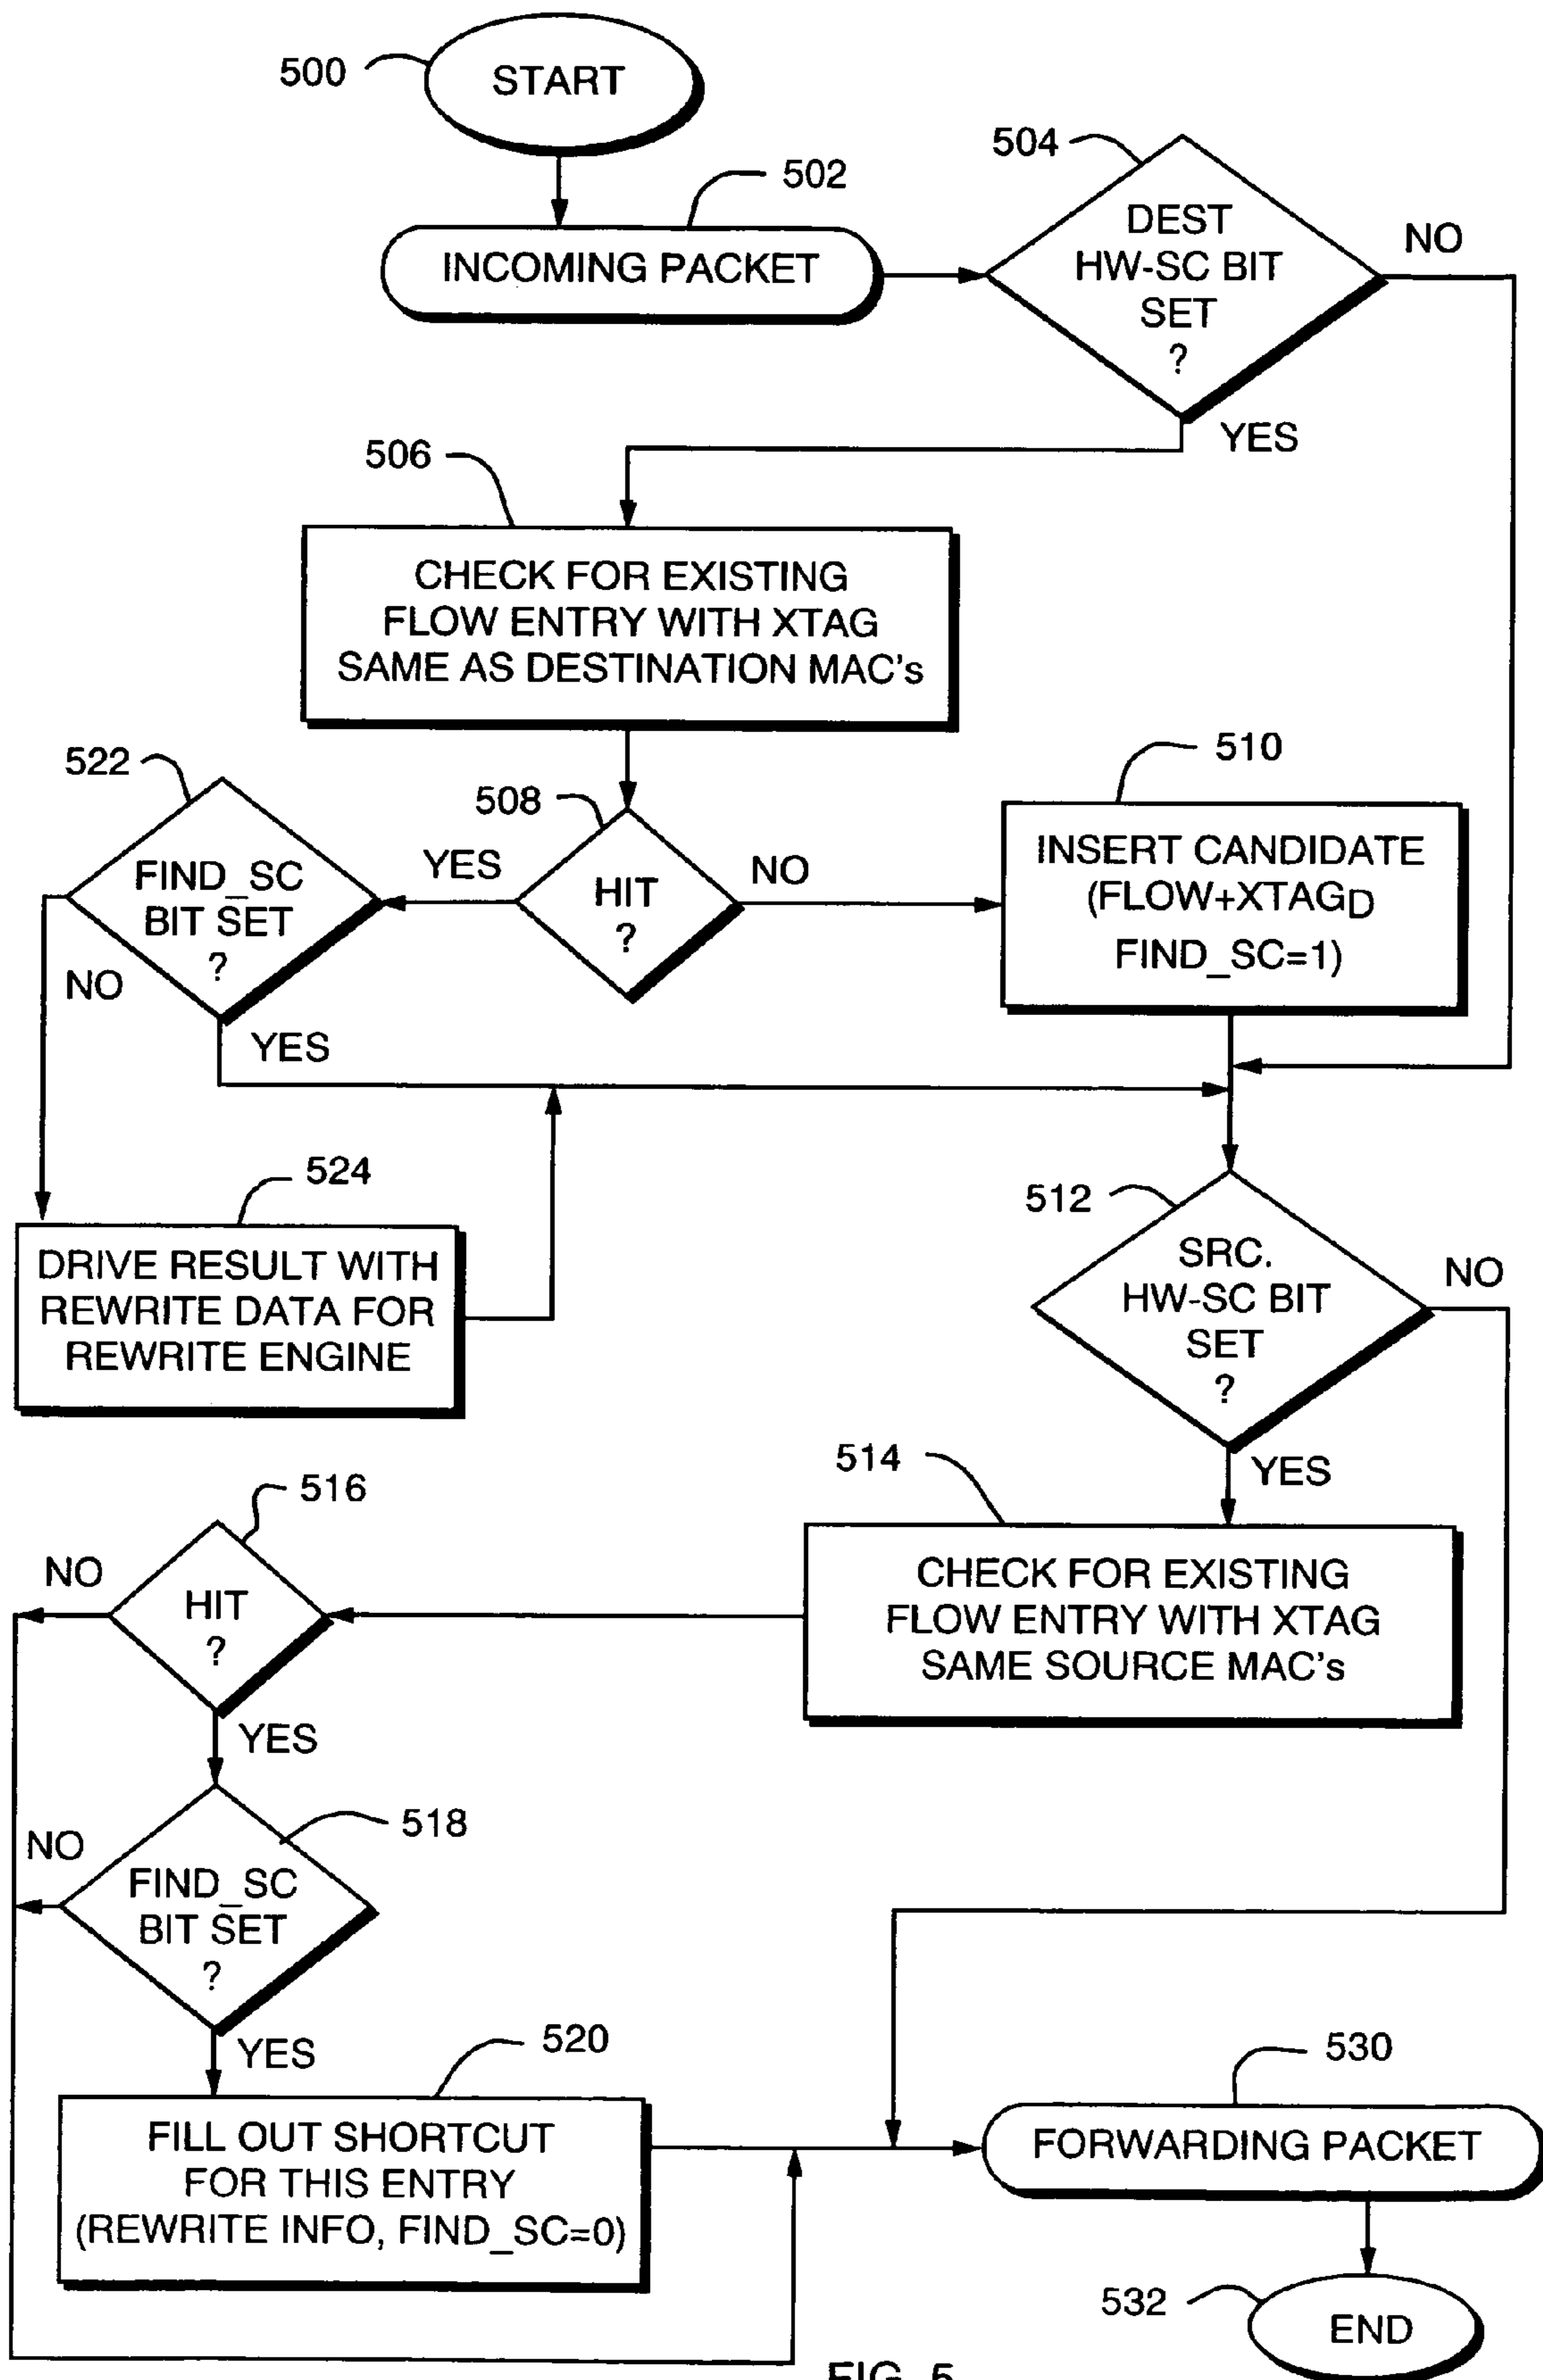 500
START
502
INCOMING PACKET
504
DEST
HW-SC BIT
SET
?
NO
YES
506
CHECK FOR EXISTING
FLOW ENTRY WITH XTAG
SAME AS DESTINATION MAC's
522
FIND_SC
BIT SET
?
NO
YES
508
YES
HIT
?
NO
510
INSERT CANDIDATE
(FLOW+XTAGD
FIND_SC=1)
524
DRIVE RESULT WITH
REWRITE DATA FOR
REWRITE ENGINE
512
SRC.
HW-SC BIT
SET
?
NO
YES
514
CHECK FOR EXISTING
FLOW ENTRY WITH XTAG
SAME SOURCE MAC's
516
NO
HIT
?
YES
518
NO
FIND_SC
BIT SET
?
YES
520
FILL OUT SHORTCUT
FOR THIS ENTRY
(REWRITE INFO, FIND_SC=0)
530
FORWARDING PACKET
532
END
FIG. 5